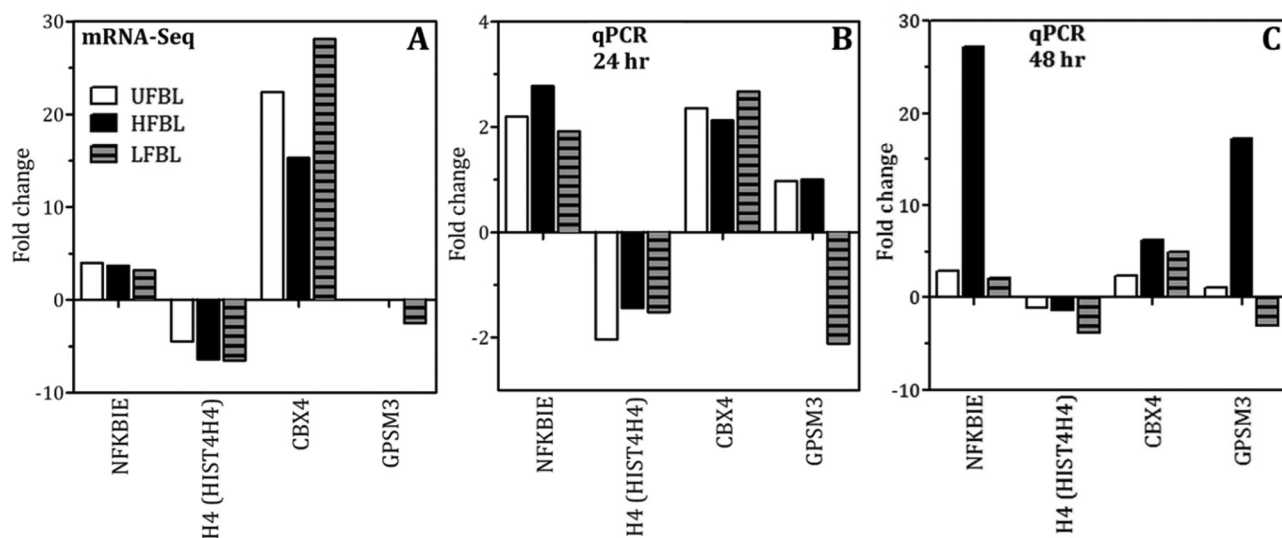 mRNA-Seq
A
UFBL
HFBL
LFBL
Fold change
30
20
10
0
-10
NFKBIE
H4 (HIST4H4)
CBX4
GPSM3
qPCR
24 hr
B
Fold change
4
2
0
-2
NFKBIE
H4 (HIST4H4)
CBX4
GPSM3
qPCR
48 hr
C
Fold change
30
20
10
0
-10
NFKBIE
H4 (HIST4H4)
CBX4
GPSM3